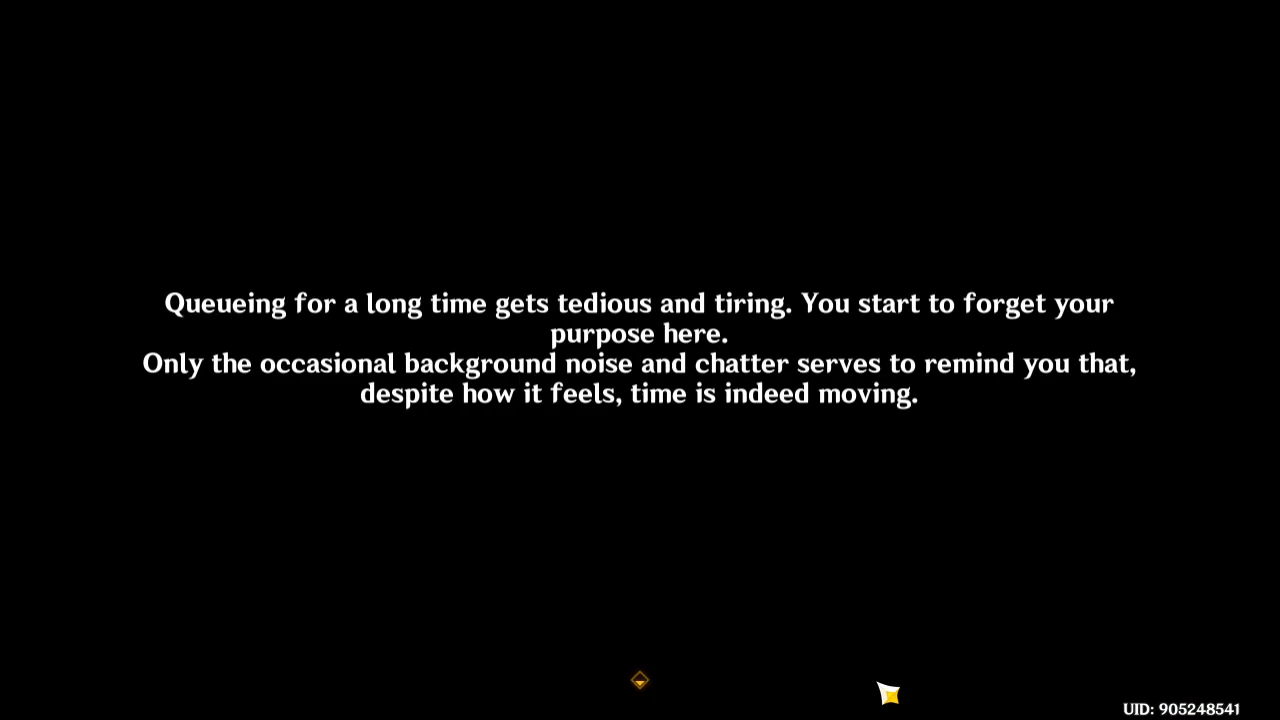 Queueing for a long time gets tedious and tiring. You start to forget your
purpose here.
Only the occasional background noise and chatter serves to remind you that,
despite how it feels, time is indeed moving.
UID: 905248541